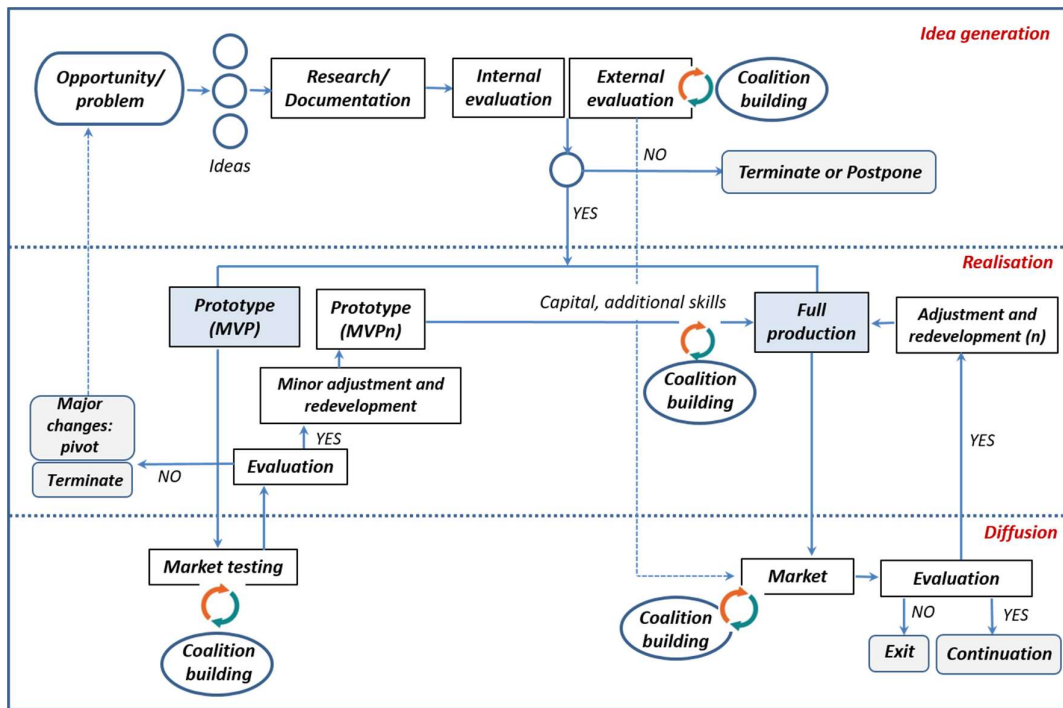 Idea generation
Opportunity/
problem
Ideas
Research/
Documentation
Internal
evaluation
External
evaluation
Coalition
building
NO
Terminate or Postpone
YES
Realisation
Prototype
(MVP)
Prototype
(MVPn)
Capital, additional skills
Coalition
building
Full
production
Adjustment and
redevelopment (n)
Minor adjustment and
redevelopment
YES
Major
changes:
pivot
Terminate
NO
Evaluation
YES
Diffusion
Market testing
Coalition
building
Market
Coalition
building
Evaluation
NO
YES
Exit
Continuation